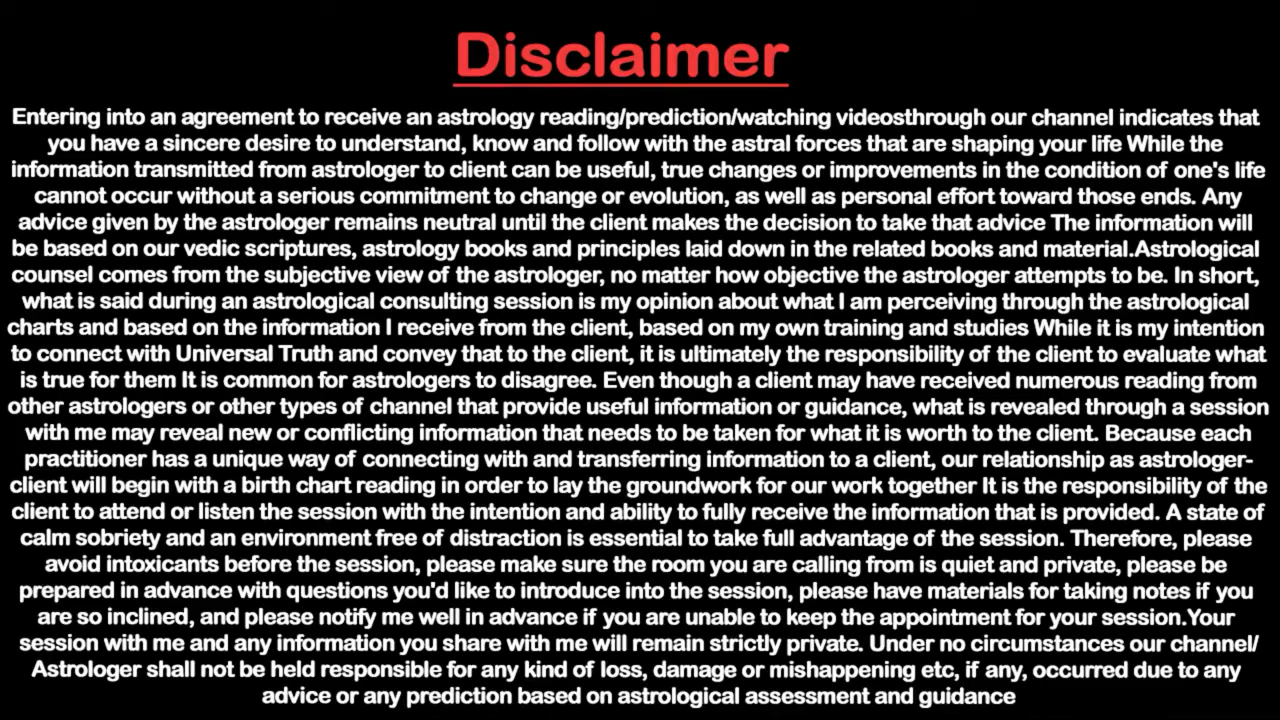 Disclaimer
Entering into an agreement to receive an astrology reading/prediction/watching videosthrough our channel indicates that
you have a sincere desire to understand, know and follow with the astral forces that are shaping your life While the
information transmitted from astrologer to client can be useful, true changes or improvements in the condition of one's life
cannot occur without a serious commitment to change or evolution, as well as personal effort toward those ends. Any
advice given by the astrologer remains neutral until the client makes the decision to take that advice The information will
be based on our vedic scriptures, astrology books and principles laid down in the related books and material.Astrological
counsel comes from the subjective view of the astrologer, no matter how objective the astrologer attempts to be. In short,
what is said during an astrological consulting session is my opinion about what I am perceiving through the astrological
charts and based on the information I receive from the client, based on my own training and studies While it is my intention
to connect with Universal Truth and convey that to the client, it is ultimately the responsibility of the client to evaluate what
is true for them It is common for astrologers to disagree. Even though a client may have received numerous reading from
other astrologers or other types of channel that provide useful information or guidance, what is revealed through a session
with me may reveal new or conflicting information that needs to be taken for what it is worth to the client. Because each
practitioner has a unique way of connecting with and transferring information to a client, our relationship as astrologer-
client will begin with a birth chart reading in order to lay the groundwork for our work together It is the responsibility of the
client to attend or listen the session with the intention and ability to fully receive the information that is provided. A state of
calm sobriety and an environment free of distraction is essential to take full advantage of the session. Therefore, please
avoid intoxicants before the session, please make sure the room you are calling from is quiet and private, please be
prepared in advance with questions you'd like to introduce into the session, please have materials for taking notes if you
are so inclined, and please notify me well in advance if you are unable to keep the appointment for your session.Your
session with me and any information you share with me will remain strictly private. Under no circumstances our channel/
Astrologer shall not be held responsible for any kind of loss, damage or mishappening etc, if any, occurred due to any
advice or any prediction based on astrological assessment and guidance